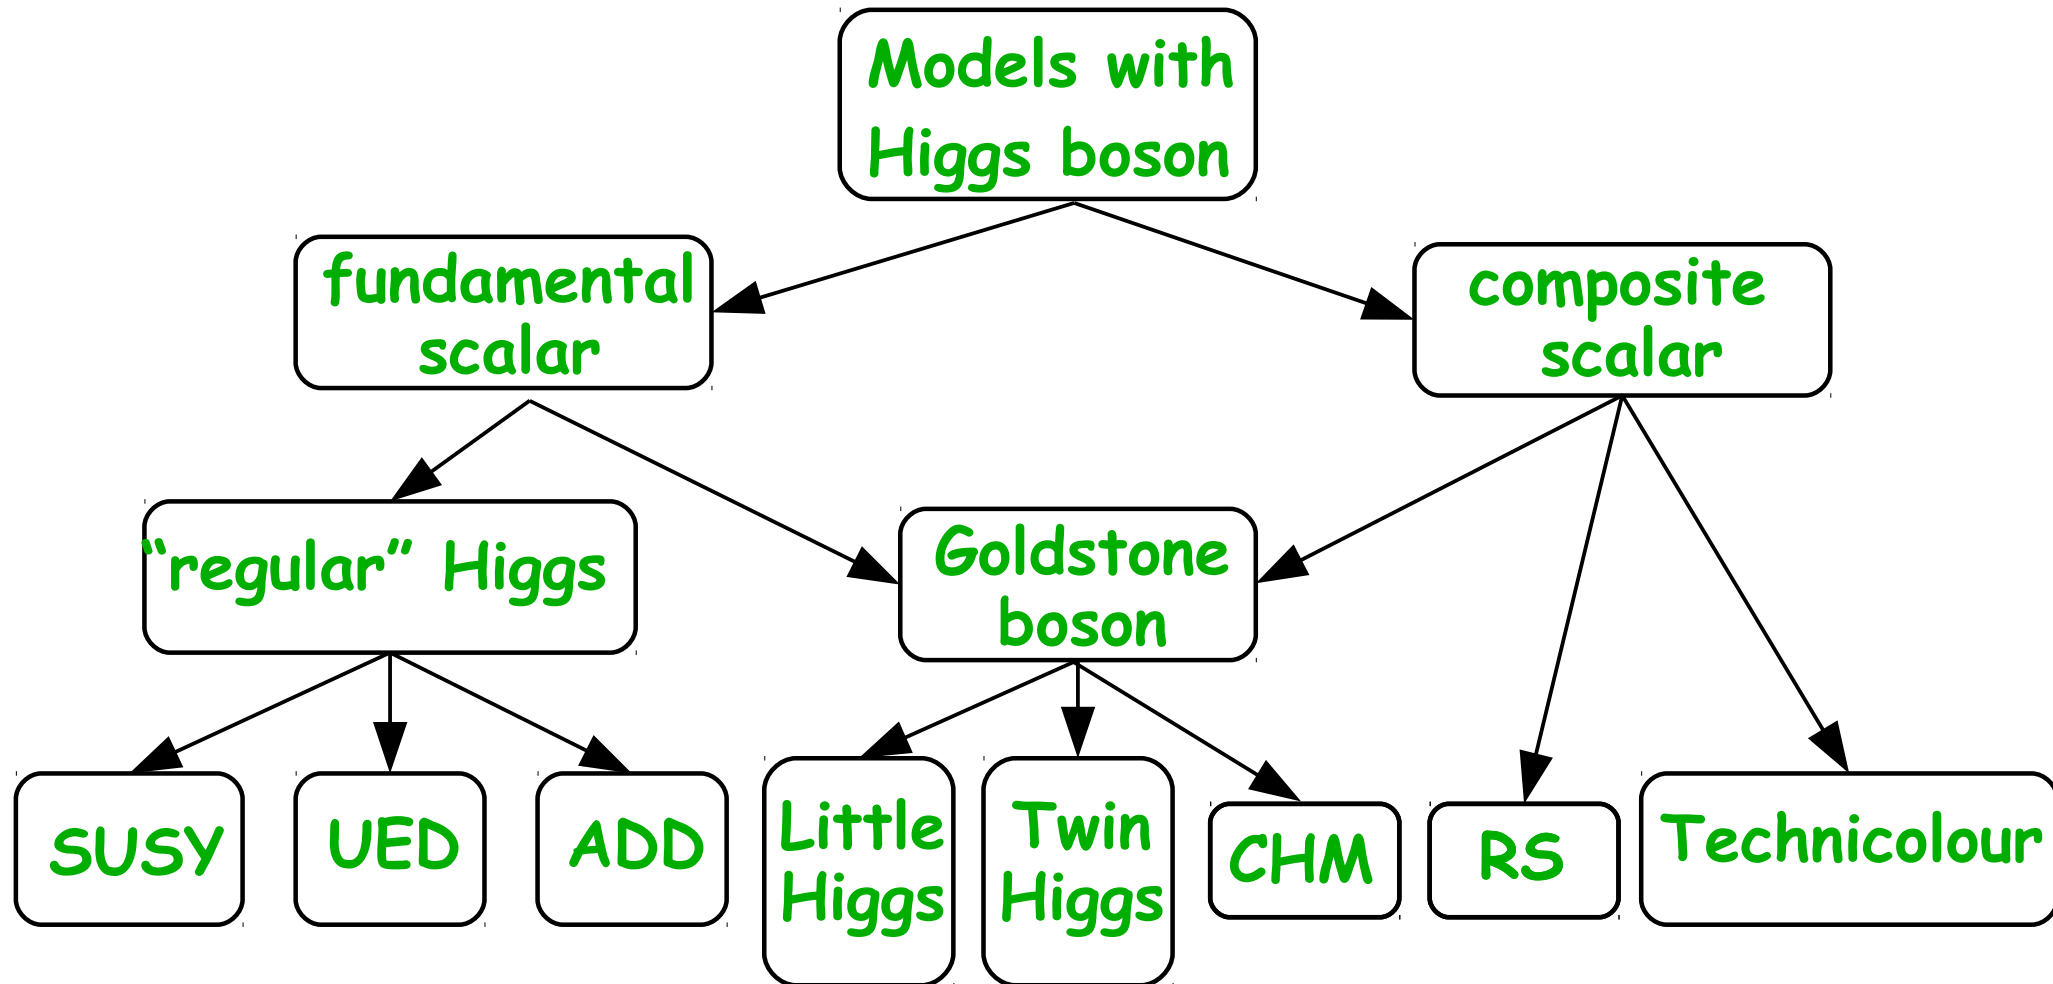 Models with
Higgs boson
fundamental
scalar
composite
scalar
“regular” Higgs
Goldstone
boson
SUSY
UED
ADD
Little
Higgs
Twin
Higgs
CHM
RS
Technicolour